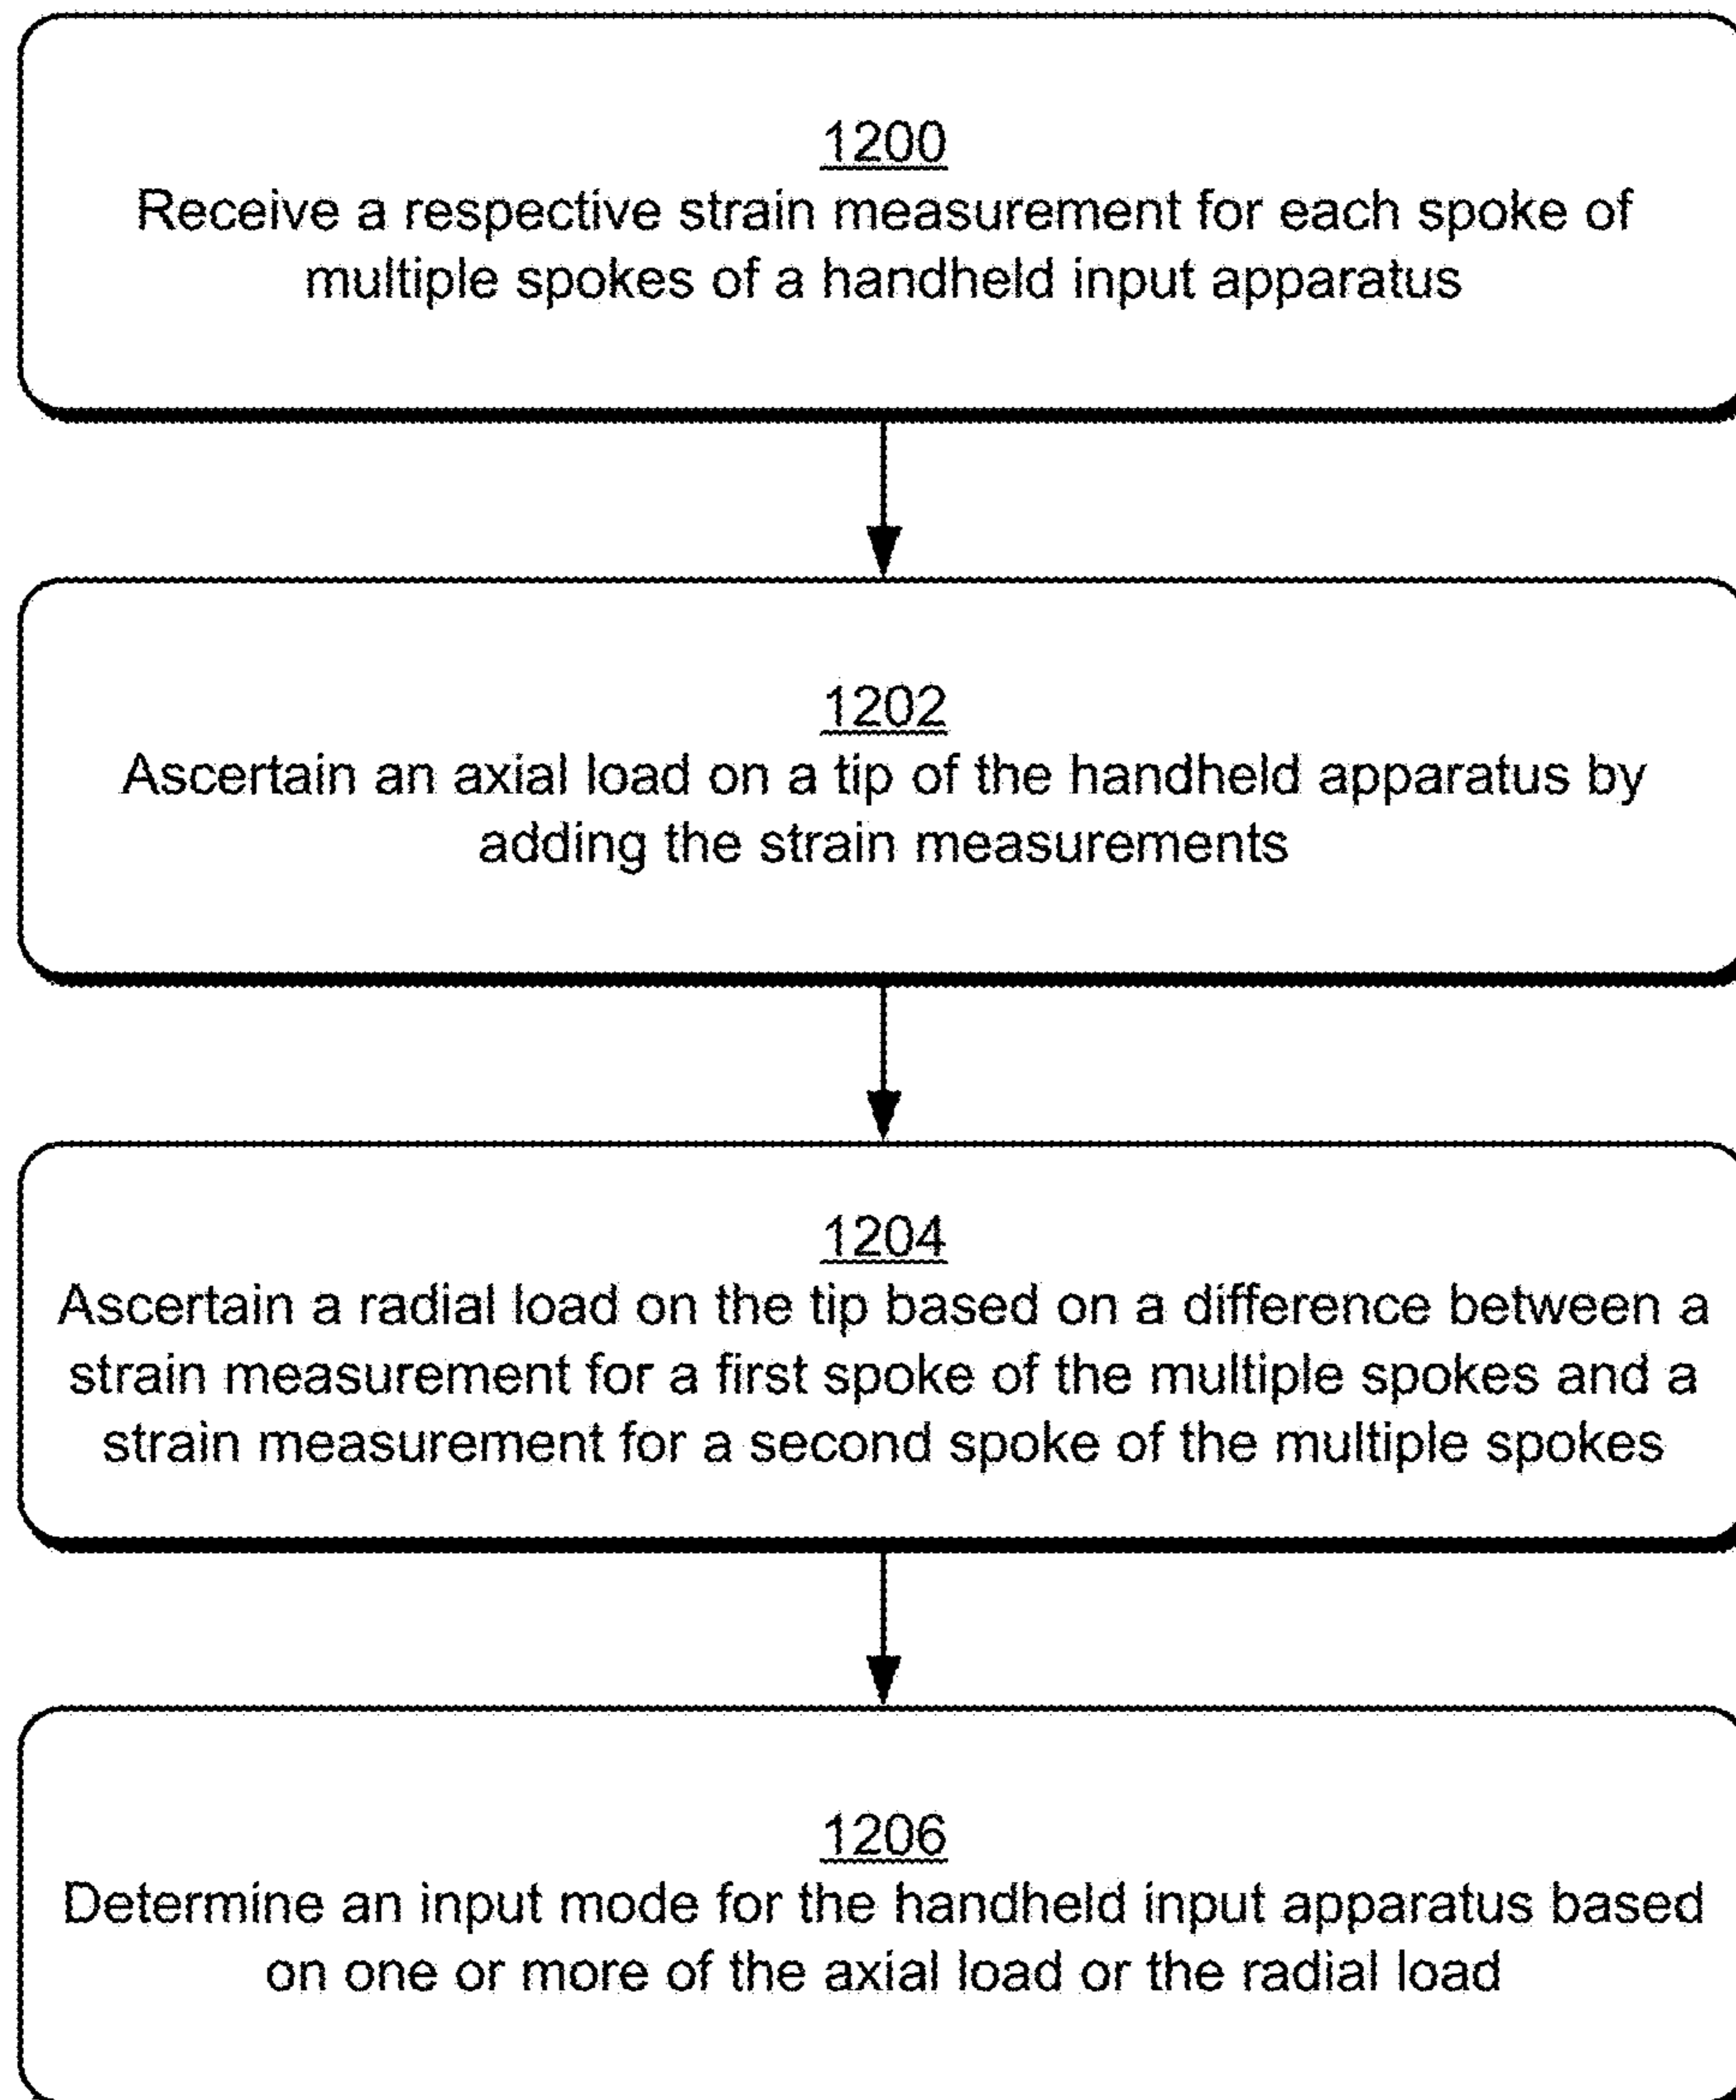 1200
Receive a respective strain measurement for each spoke of
multiple spokes of a handheld input apparatus
1202
Ascertain an axial load on a tip of the handheld apparatus by
adding the strain measurements
1204
Ascertain a radial load on the tip based on a difference between a
strain measurement for a first spoke of the multiple spokes and a
strain measurement for a second spoke of the multiple spokes
1206
Determine an input mode for the handheld input apparatus based
on one or more of the axial load or the radial load